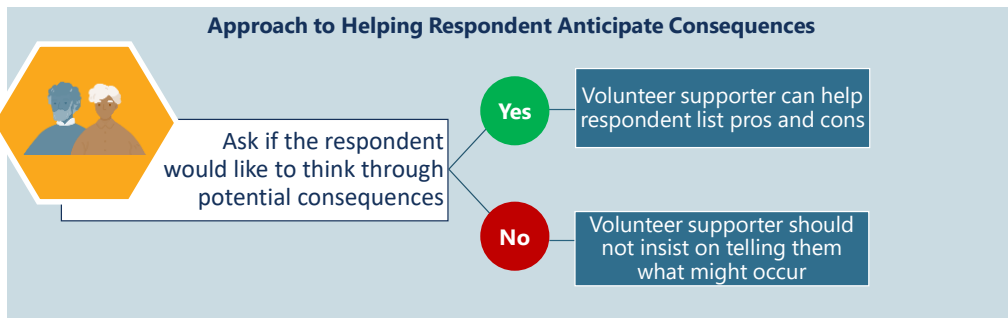 Approach to Helping Respondent Anticipate Consequences
Ask if the respondent
would like to think through
potential consequences
Yes
Volunteer supporter can help
respondent list pros and cons
No
Volunteer supporter should
not insist on telling them
what might occur